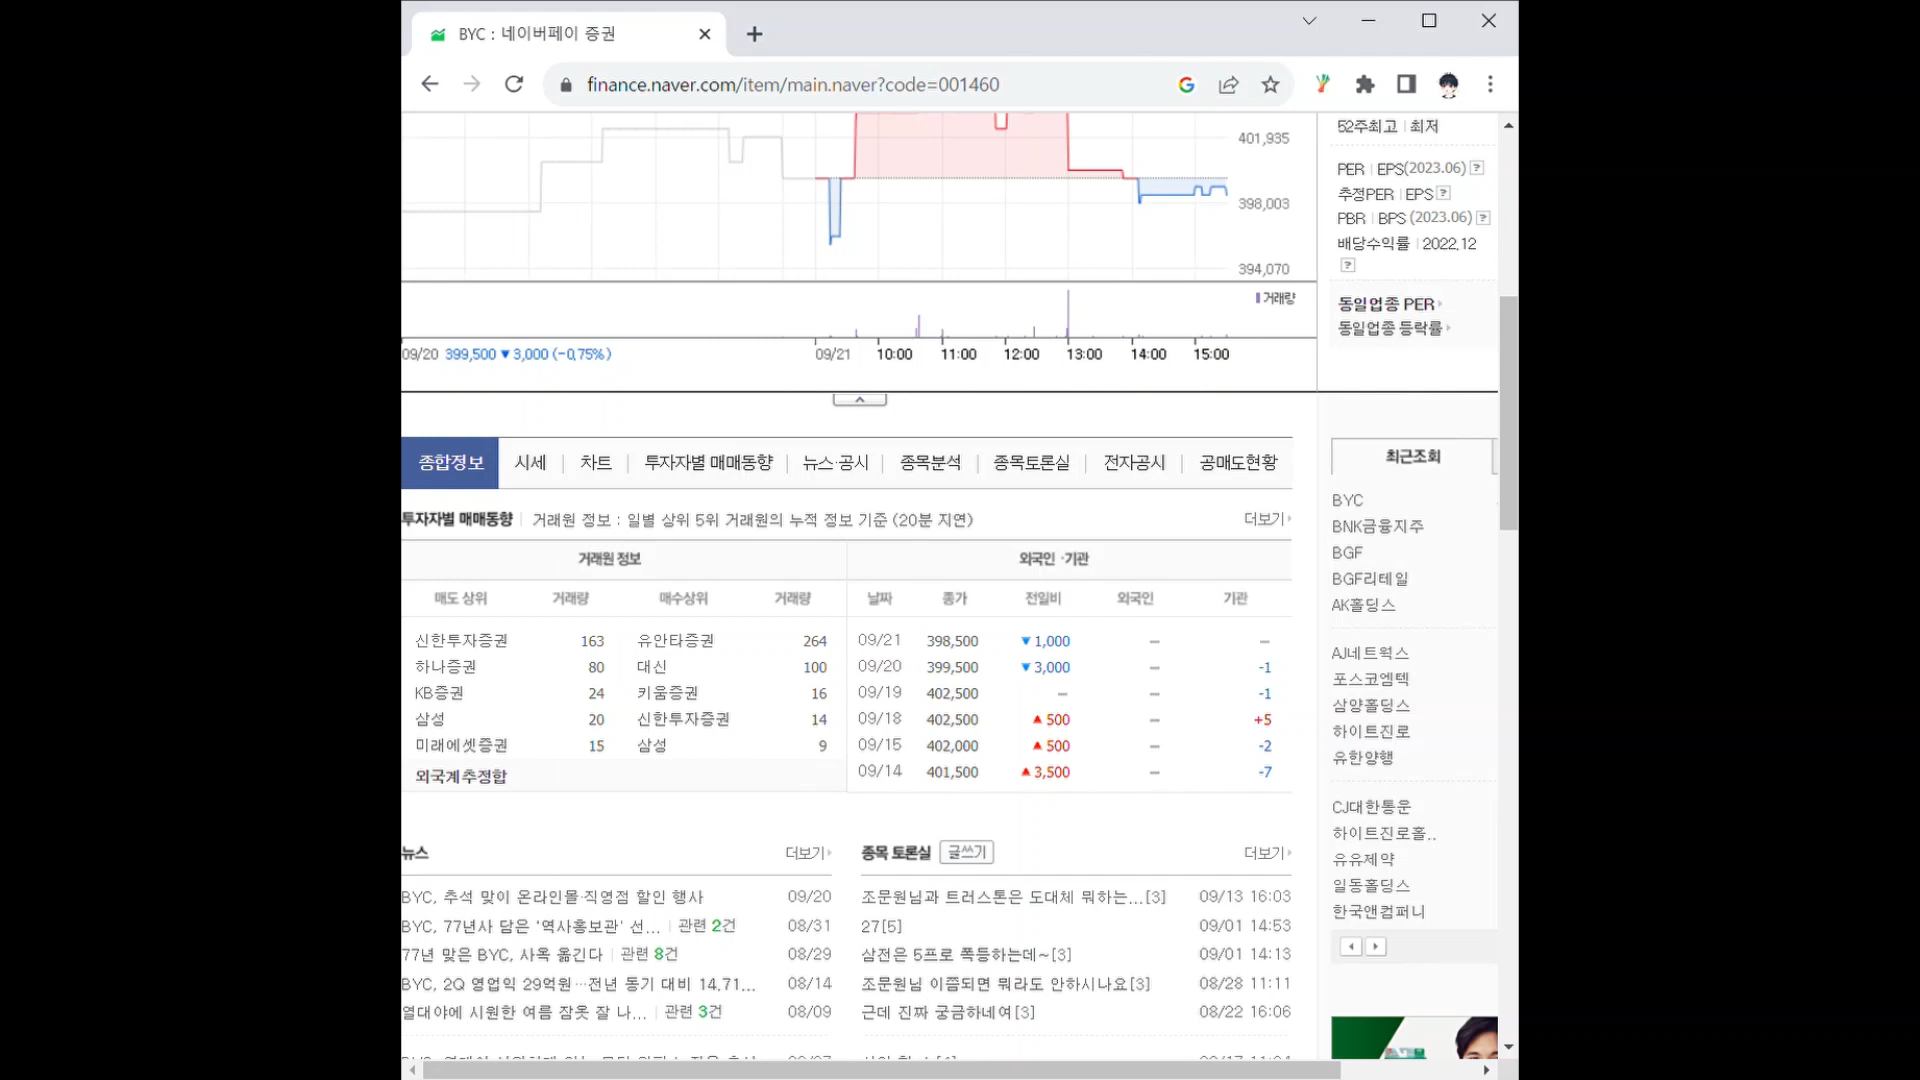 BYC : 네이버페이 증권
finance.naver.com/item/main.naver?code=001460
401,935
398,003
394,070
거래량
09/20 399,500 ▼ 3,000 (-0.75%)
09/21 10:00 11:00 12:00 13:00 14:00 15:00
52주최고 | 최저
PER | EPS(2023.06) ?
추정PER | EPS ?
PBR | BPS (2023.06) ?
배당수익률 | 2022.12
?
동일업종 PER
동일업종 등락률
종합정보 시세 차트 투자자별 매매동향 뉴스·공시 종목분석 종목토론실 전자공시 공매도현황
투자자별 매매동향 거래원 정보 : 일별 상위 5위 거래원의 누적 정보 기준 (20분 지연) 더보기
거래원 정보 외국인·기관
매도 상위 거래량 매수상위 거래량 날짜 종가 전일비 외국인 기관
신한투자증권 163 유안타증권 264 09/21 398,500 ▼ 1,000 – –
하나증권 80 대신 100 09/20 399,500 ▼ 3,000 – -1
KB증권 24 키움증권 16 09/19 402,500 – – -1
삼성 20 신한투자증권 14 09/18 402,500 ▲ 500 – +5
미래에셋증권 15 삼성 9 09/15 402,000 ▲ 500 – -2
외국계추정합 09/14 401,500 ▲ 3,500 – -7
뉴스 더보기
BYC, 추석 맞이 온라인몰·직영점 할인 행사 09/20
BYC, 77년사 담은 '역사홍보관' 선... | 관련 2건 08/31
77년 맞은 BYC, 사옥 옮긴다 | 관련 8건 08/29
BYC, 2Q 영업익 29억원…전년 동기 대비 14.71... 08/14
열대야에 시원한 여름 잠옷 잘 나... | 관련 3건 08/09
종목 토론실 글쓰기 더보기
조문원님과 트러스톤은 도대체 뭐하는...[3] 09/13 16:03
27[5] 09/01 14:53
삼전은 5프로 폭등하는데~[3] 09/01 14:13
조문원님 이쯤되면 뭐라도 안하시나요[3] 08/28 11:11
근데 진짜 궁금하네여[3] 08/22 16:06
최근조회
BYC
BNK금융지주
BGF
BGF리테일
AK홀딩스
AJ네트웍스
포스코엠텍
삼양홀딩스
하이트진로
유한양행
CJ대한통운
하이트진로홀..
유유제약
일동홀딩스
한국앤컴퍼니